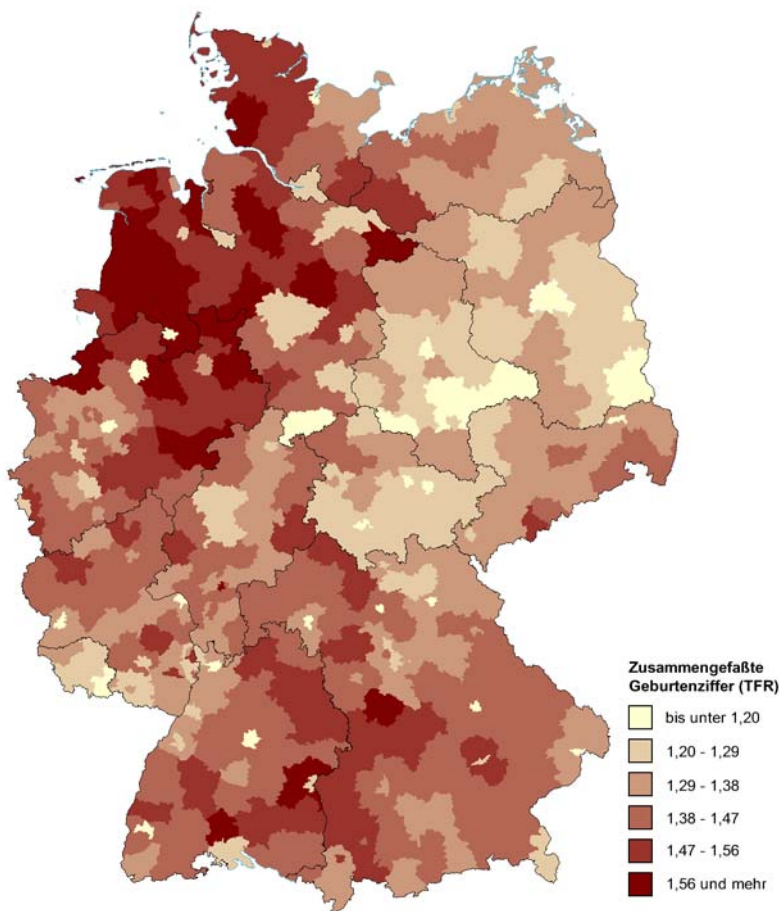 Zusammengefaßte
Geburtenziffer (TFR)
bis unter 1,20
1,20 - 1,29
1,29 - 1,38
1,38 - 1,47
1,47 - 1,56
1,56 und mehr